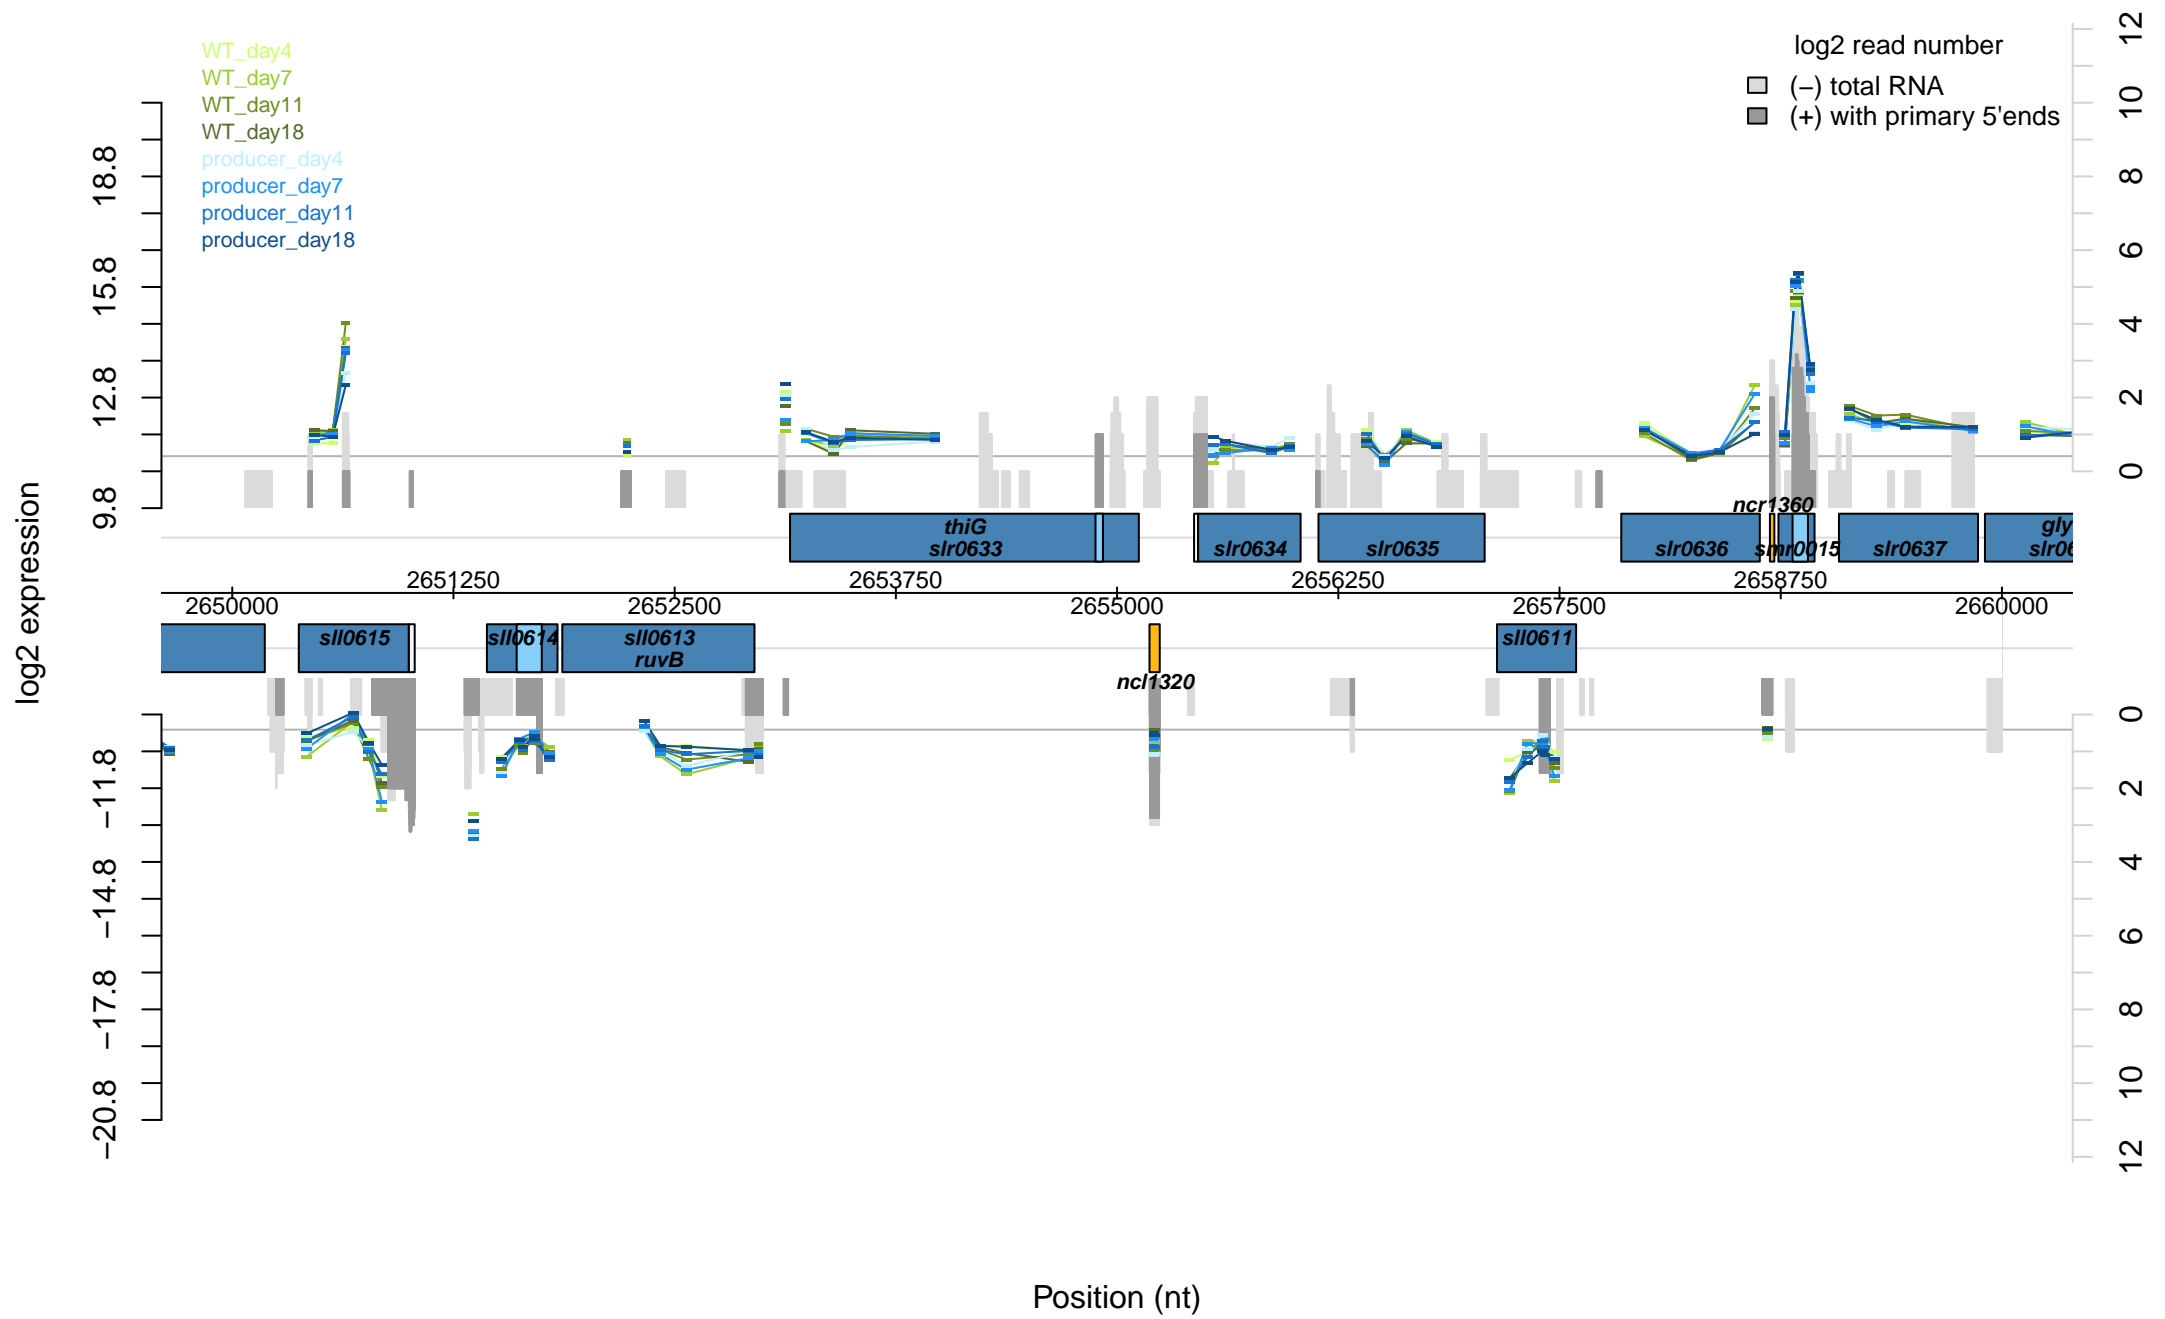 WT_day4
WT_day7
WT_day11
WT_day18
producer_day4
producer_day7
producer_day11
producer_day18
log2 read number
(−) total RNA
(+) with primary 5'ends
log2 expression
18.8
15.8
12.8
9.8
12
10
8
6
4
2
0
ncr1360
thiG
slr0633
slr0634
slr0635
slr0636
smr0015
slr0637
gly
slr06
2651250
2653750
2656250
2658750
2650000
2652500
2655000
2657500
2660000
sll0615
sll0614
sll0613
ruvB
sll0611
ncl1320
−11.8
−14.8
−17.8
−20.8
0
2
4
6
8
10
12
Position (nt)